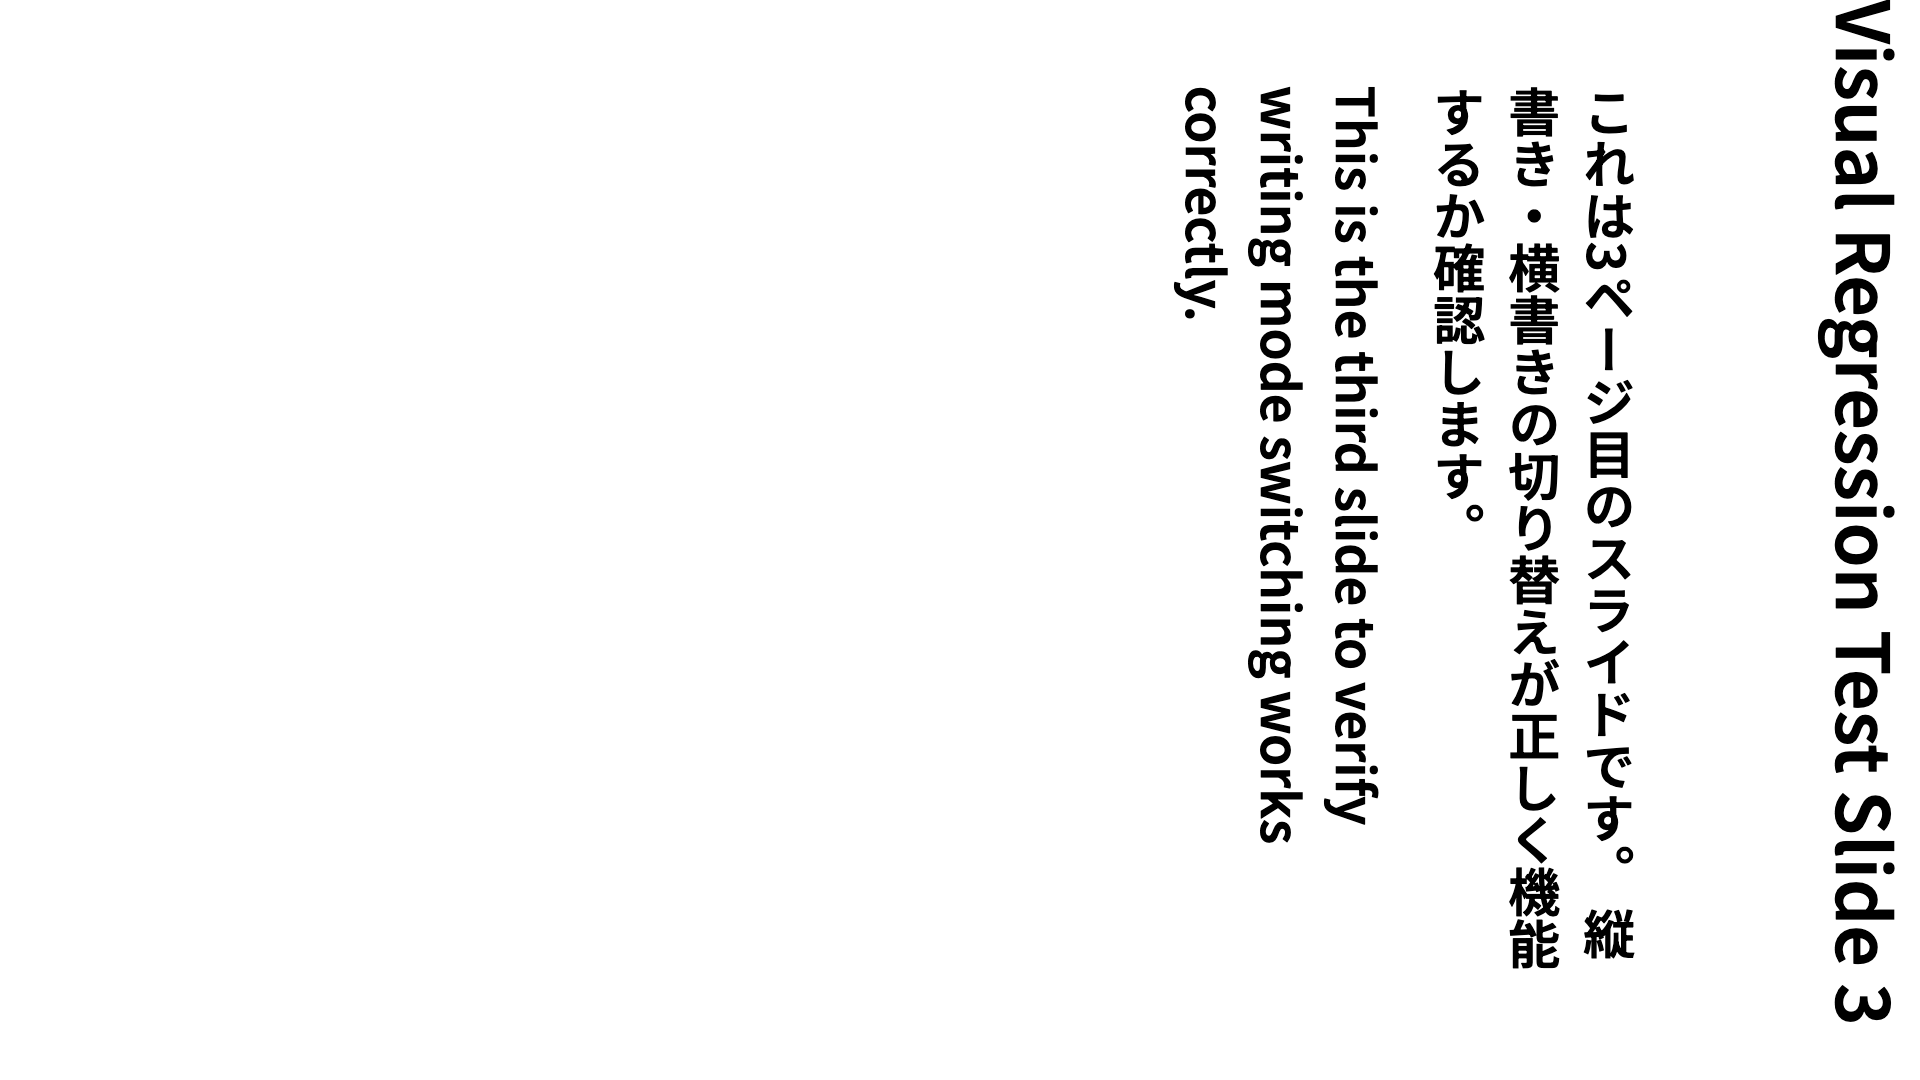 Visual Regression Test Slide 3
これは3ページ目のスライドです。 縦
書き・横書きの切り替えが正しく機能
するか確認します。
This is the third slide to verify
writing mode switching works
correctly.